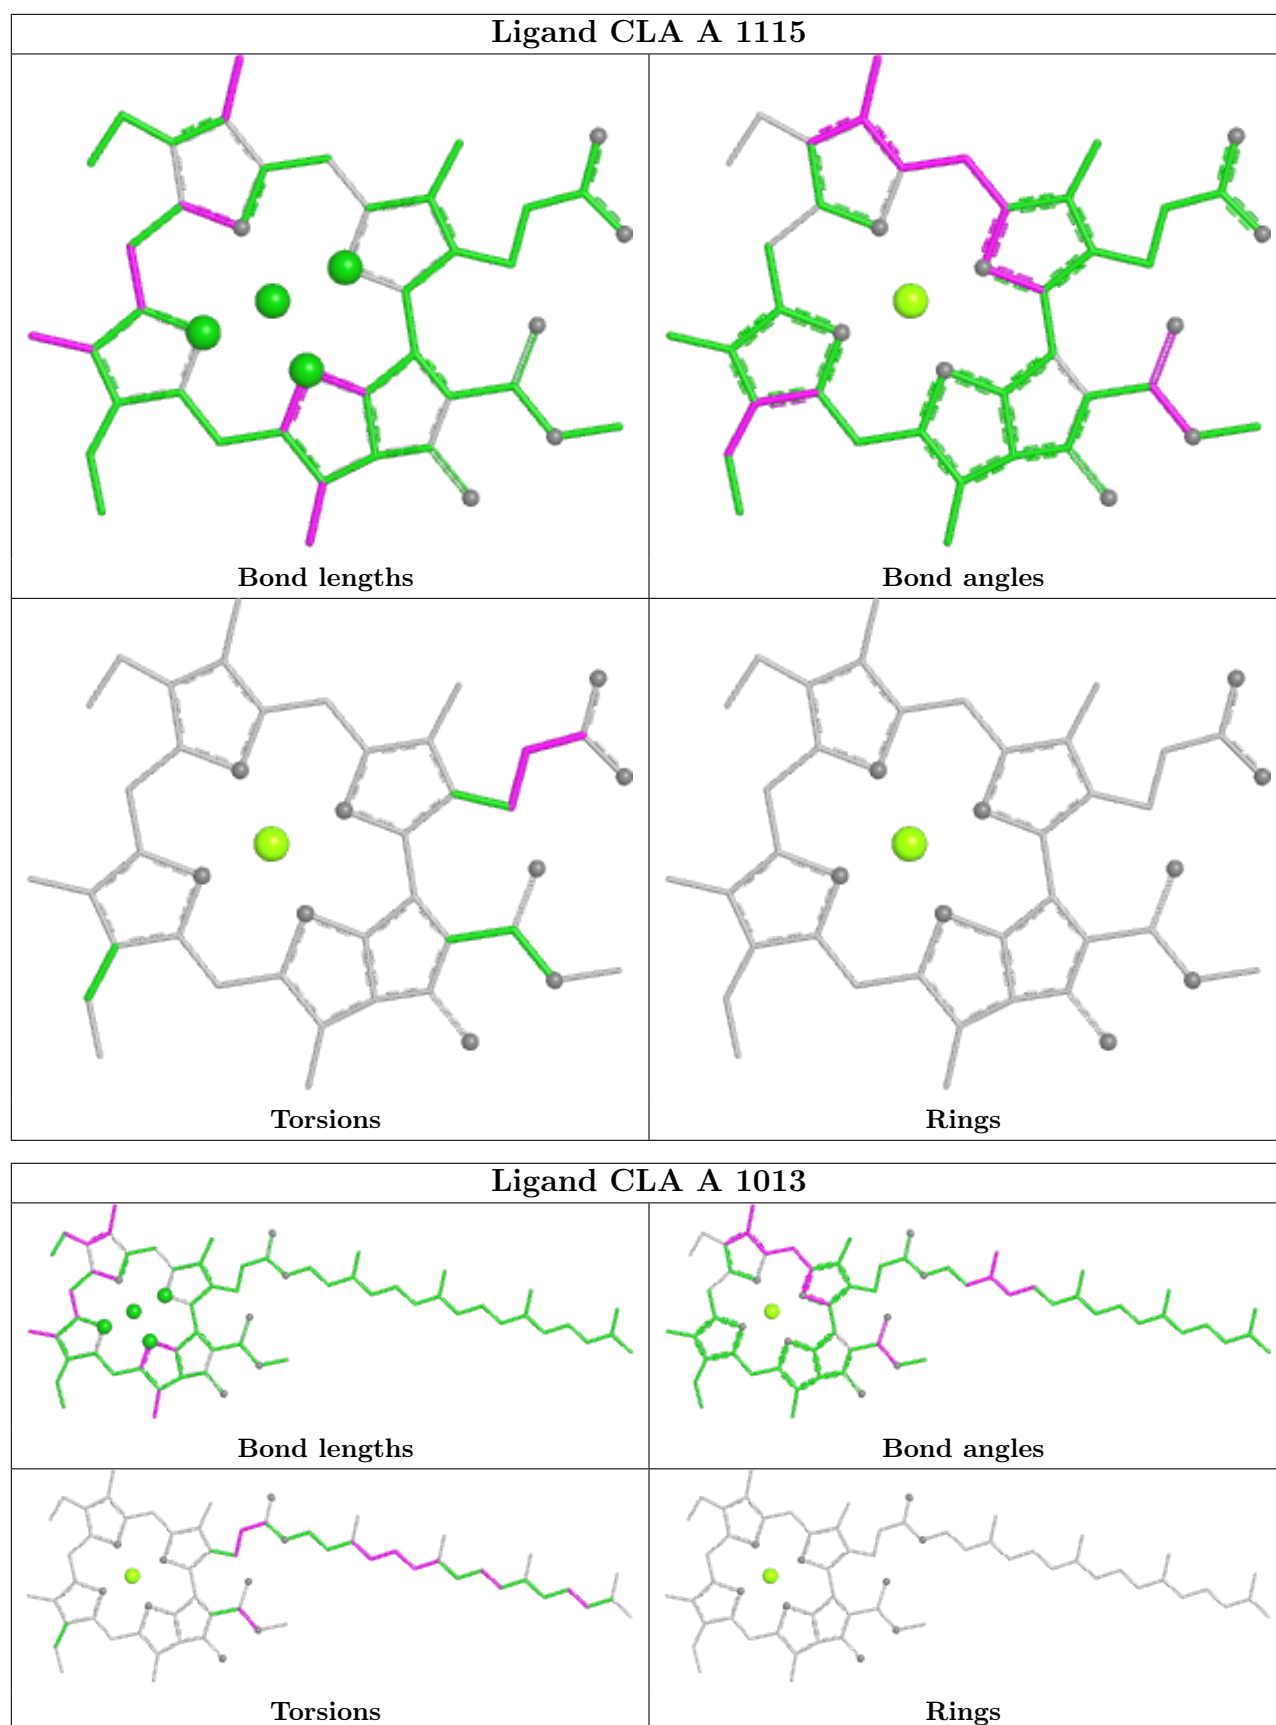 Ligand CLA A 1115
Bond lengths
Bond angles
Torsions
Rings
Ligand CLA A 1013
Bond lengths
Bond angles
Torsions
Rings